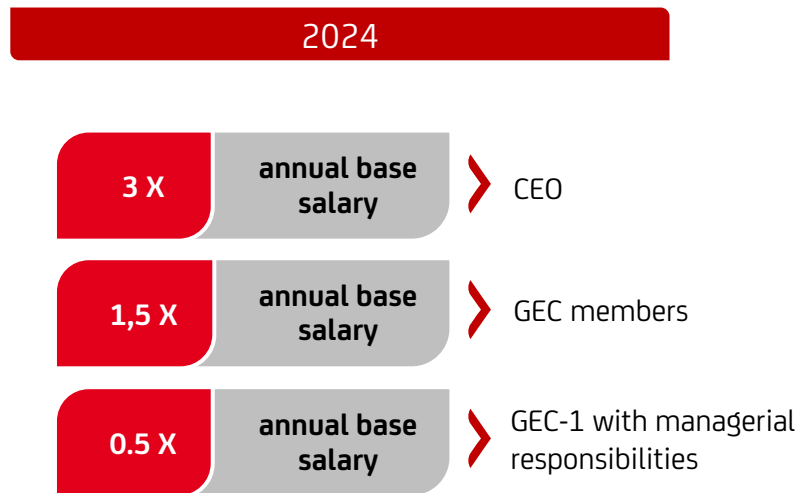 2024
3 X
annual base
salary
CEO
1,5 X
annual base
salary
GEC members
0.5 X
annual base
salary
GEC-1 with managerial
responsibilities